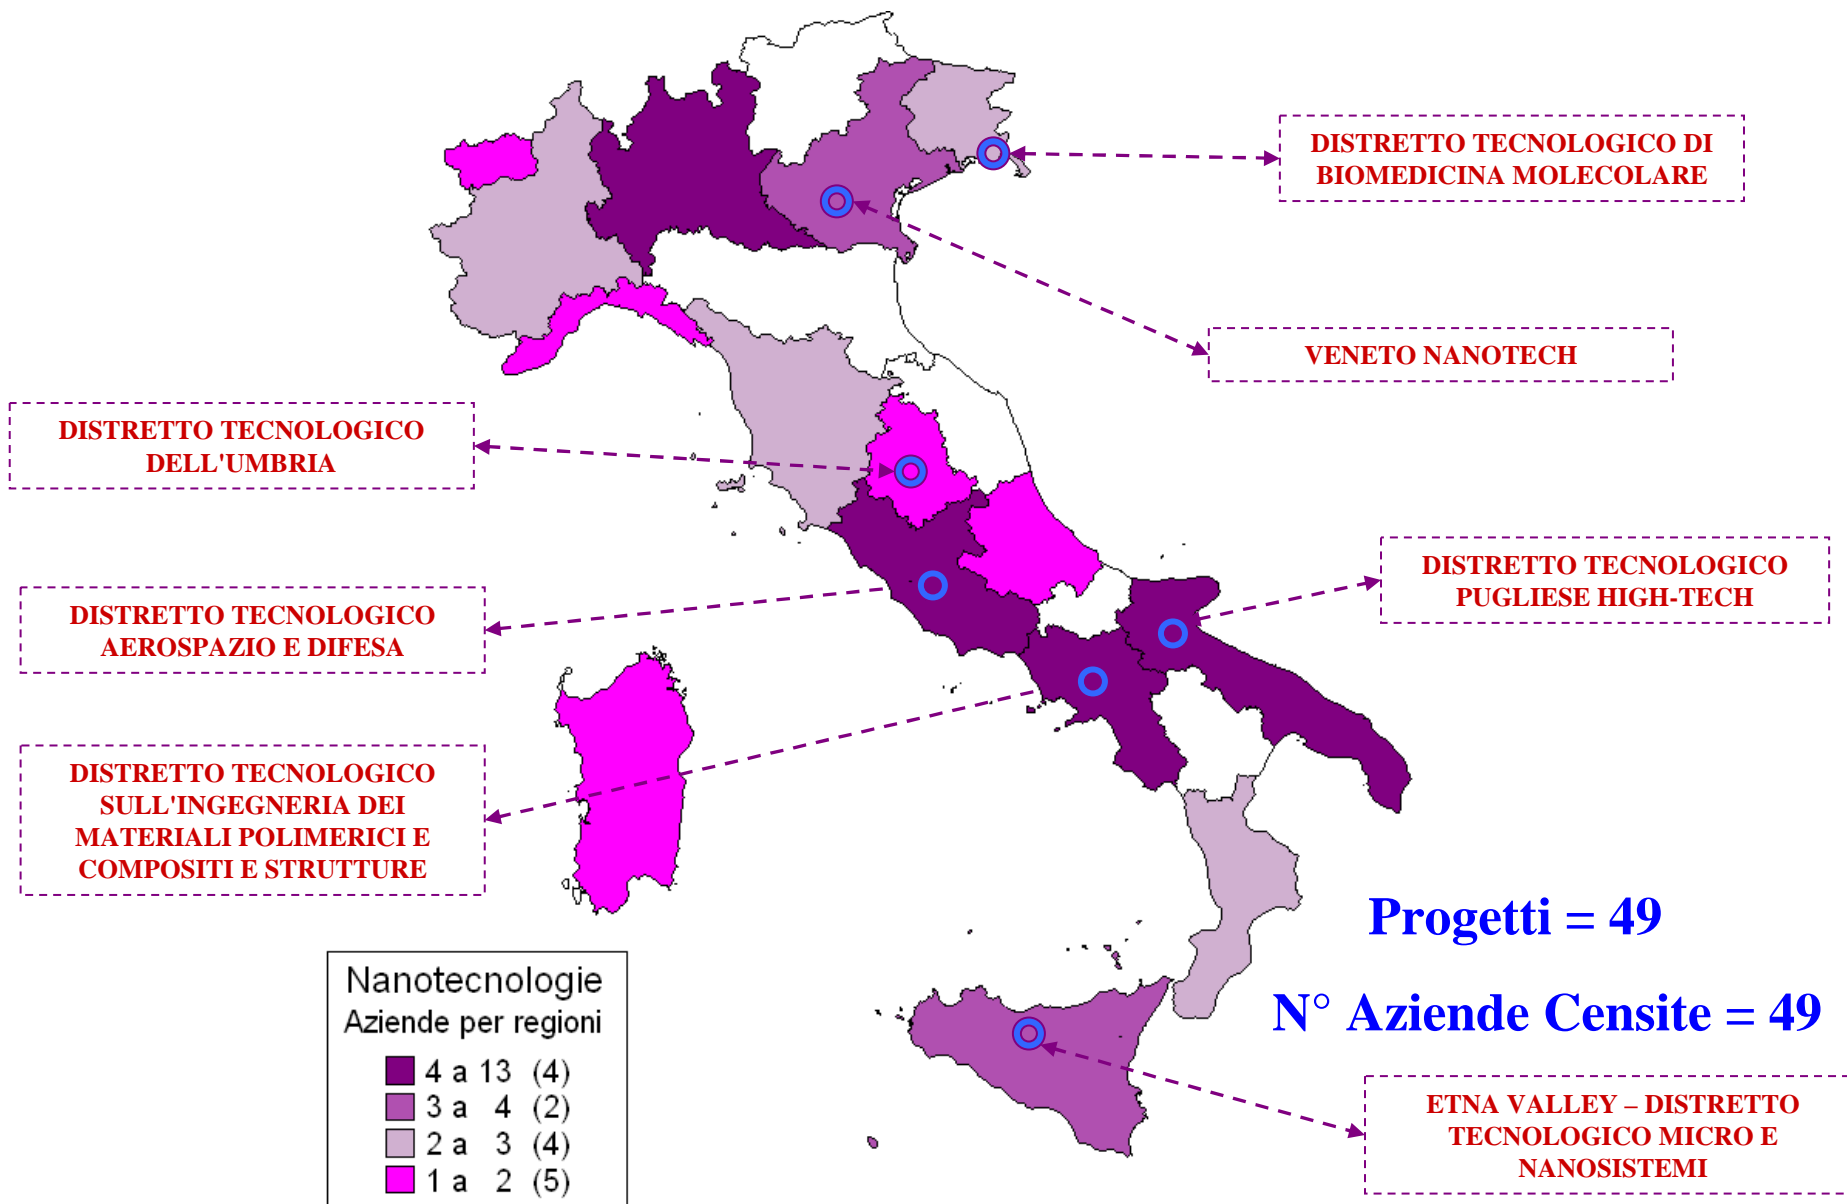 DISTRETTO TECNOLOGICO DI
BIOMEDICINA MOLECOLARE
VENETO NANOTECH
DISTRETTO TECNOLOGICO
DELL'UMBRIA
DISTRETTO TECNOLOGICO
PUGLIESE HIGH-TECH
DISTRETTO TECNOLOGICO
AEROSPAZIO E DIFESA
DISTRETTO TECNOLOGICO
SULL'INGEGNERIA DEI
MATERIALI POLIMERICI E
COMPOSITI E STRUTTURE
Progetti = 49
N° Aziende Censite = 49
Nanotecnologie
Aziende per regioni
4 a 13 (4)
3 a 4 (2)
2 a 3 (4)
1 a 2 (5)
ETNA VALLEY – DISTRETTO
TECNOLOGICO MICRO E
NANOSISTEMI